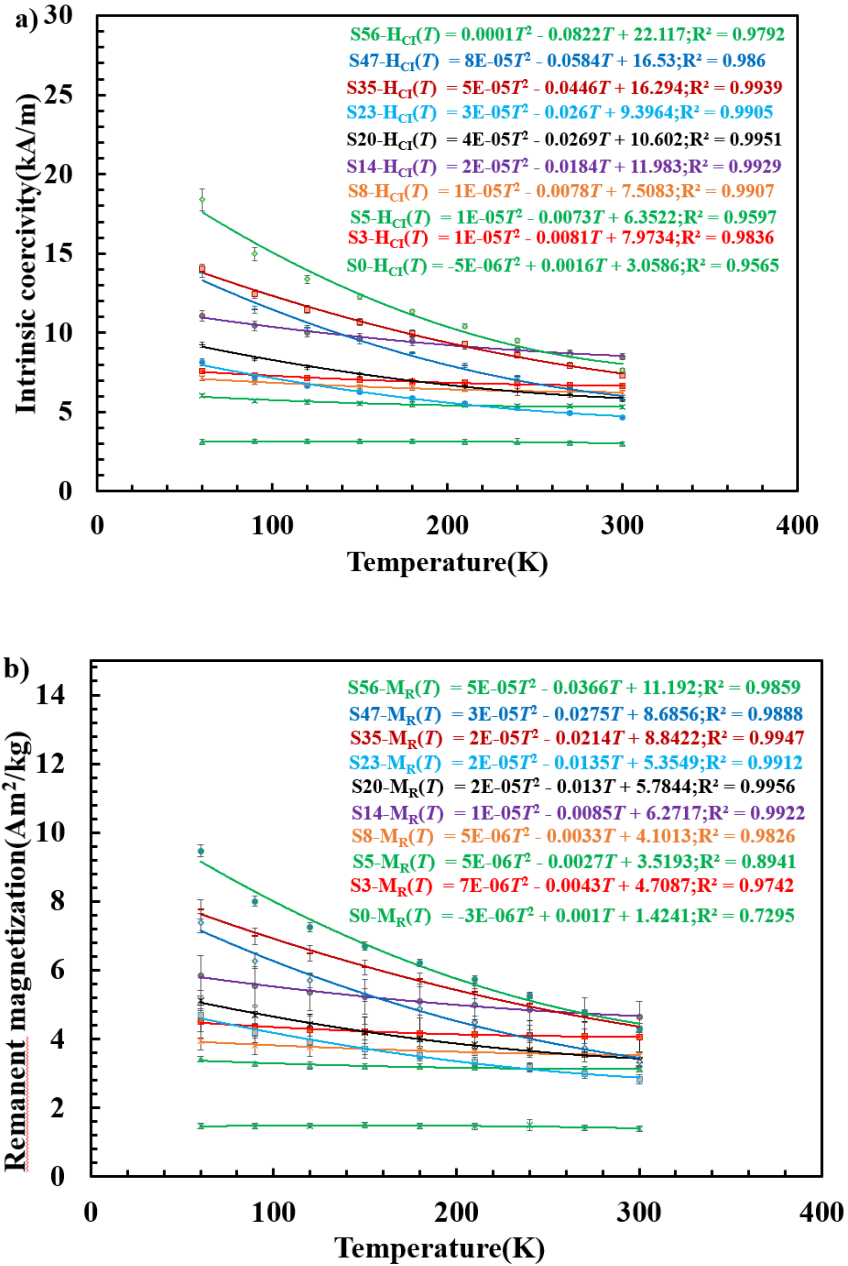 a)
S56-HCI(T) = 0.0001T² - 0.0822T + 22.117;R² = 0.9792
S47-HCI(T) = 8E-05T² - 0.0584T + 16.53;R² = 0.986
S35-HCI(T) = 5E-05T² - 0.0446T + 16.294;R² = 0.9939
S23-HCI(T) = 3E-05T² - 0.026T + 9.3964;R² = 0.9905
S20-HCI(T) = 4E-05T² - 0.0269T + 10.602;R² = 0.9951
S14-HCI(T) = 2E-05T² - 0.0184T + 11.983;R² = 0.9929
S8-HCI(T) = 1E-05T² - 0.0078T + 7.5083;R² = 0.9907
S5-HCI(T) = 1E-05T² - 0.0073T + 6.3522;R² = 0.9597
S3-HCI(T) = 1E-05T² - 0.0081T + 7.9734;R² = 0.9836
S0-HCI(T) = -5E-06T² + 0.0016T + 3.0586;R² = 0.9565
Intrinsic coercivity(kA/m)
30
25
20
15
10
5
0
0 100 200 300 400
Temperature(K)
b)
S56-MR(T) = 5E-05T² - 0.0366T + 11.192;R² = 0.9859
S47-MR(T) = 3E-05T² - 0.0275T + 8.6856;R² = 0.9888
S35-MR(T) = 2E-05T² - 0.0214T + 8.8422;R² = 0.9947
S23-MR(T) = 2E-05T² - 0.0135T + 5.3549;R² = 0.9912
S20-MR(T) = 2E-05T² - 0.013T + 5.7844;R² = 0.9956
S14-MR(T) = 1E-05T² - 0.0085T + 6.2717;R² = 0.9922
S8-MR(T) = 5E-06T² - 0.0033T + 4.1013;R² = 0.9826
S5-MR(T) = 5E-06T² - 0.0027T + 3.5193;R² = 0.8941
S3-MR(T) = 7E-06T² - 0.0043T + 4.7087;R² = 0.9742
S0-MR(T) = -3E-06T² + 0.001T + 1.4241;R² = 0.7295
Remanent magnetization(Am²/kg)
14
12
10
8
6
4
2
0
0 100 200 300 400
Temperature(K)